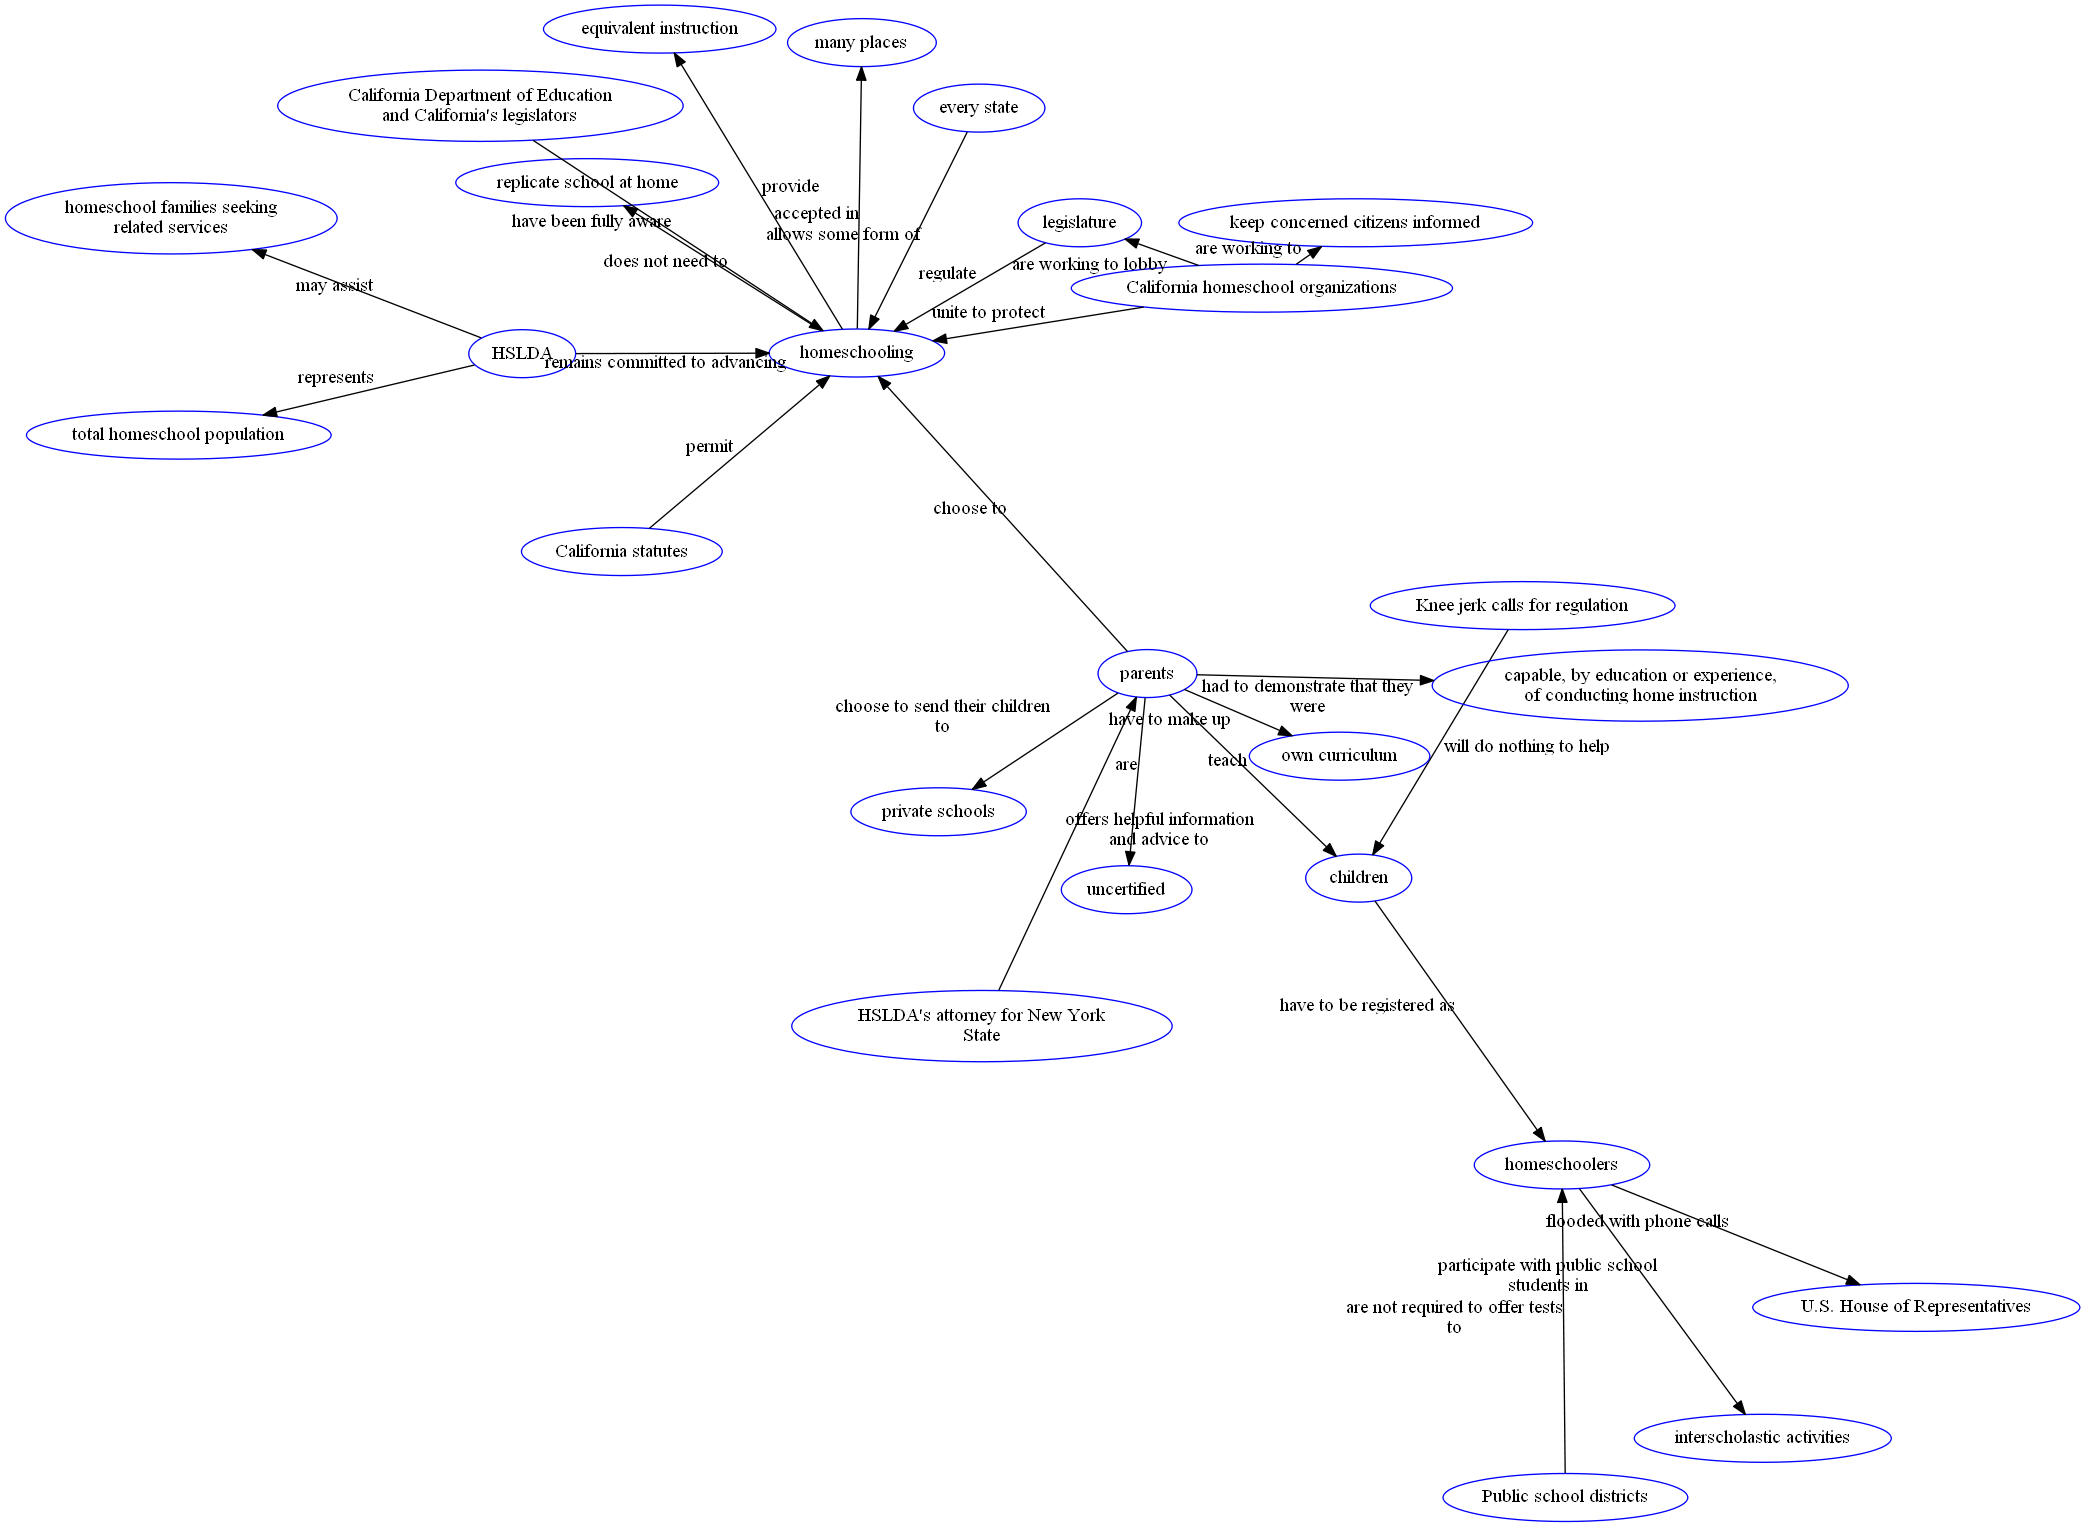 equivalent instruction
many places
California Department of Education
and California's legislators
every state
replicate school at home
provide
homeschool families seeking
related services
accepted in
have been fully aware
allows some form of
legislature
keep concerned citizens informed
are working to
does not need to
regulate
are working to lobby
may assist
California homeschool organizations
unite to protect
HSLDA
remains committed to advancing
homeschooling
represents
total homeschool population
permit
choose to
California statutes
Knee jerk calls for regulation
parents
capable, by education or experience,
of conducting home instruction
had to demonstrate that they
were
choose to send their children
to
have to make up
will do nothing to help
are
teach
own curriculum
private schools
offers helpful information
and advice to
uncertified
children
have to be registered as
HSLDA's attorney for New York
State
homeschoolers
flooded with phone calls
participate with public school
students in
are not required to offer tests
to
U.S. House of Representatives
interscholastic activities
Public school districts